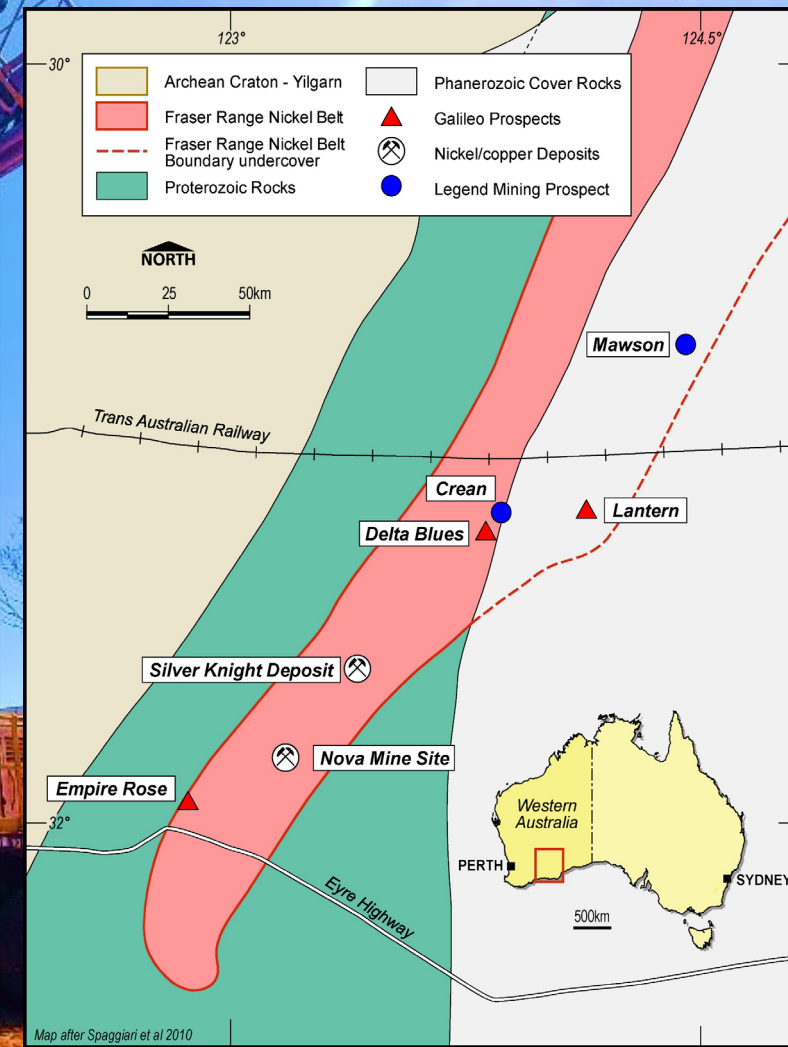 123°
124.5°
30°
Archean Craton - Yilgarn
Fraser Range Nickel Belt
Fraser Range Nickel Belt
Boundary undercover
Proterozoic Rocks
Phanerozoic Cover Rocks
Galileo Prospects
Nickel/copper Deposits
Legend Mining Prospect
NORTH
0 25 50km
Mawson
Trans Australian Railway
Crean
Lantern
Delta Blues
Silver Knight Deposit
Nova Mine Site
Empire Rose
32°
Eyre Highway
Western
Australia
PERTH
SYDNEY
500km
Map after Spaggiari et al 2010